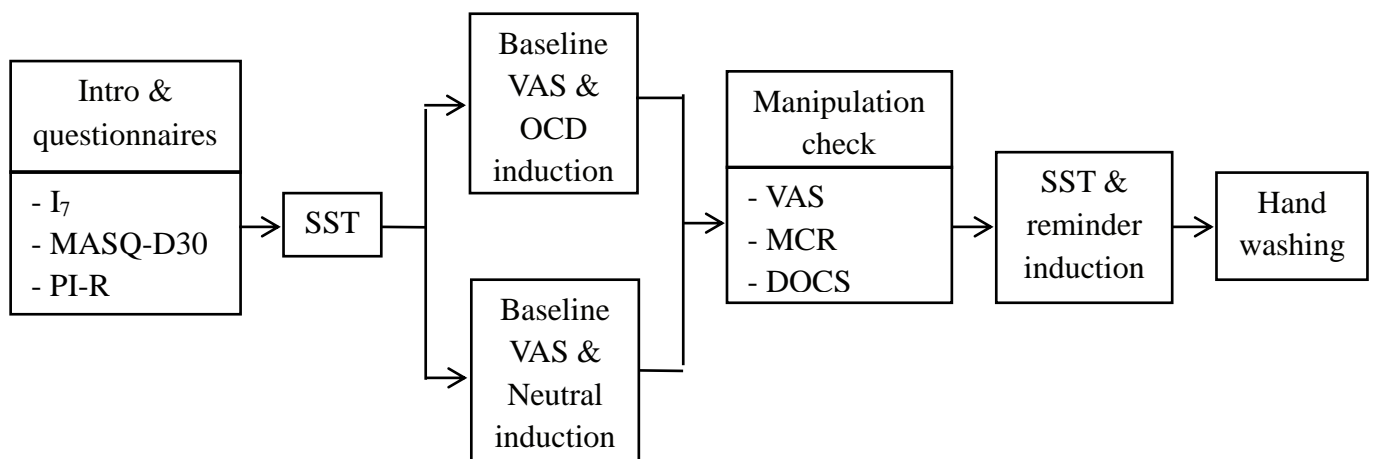 Intro &
questionnaires
- I₇
- MASQ-D30
- PI-R
SST
Baseline
VAS &
OCD
induction
Baseline
VAS &
Neutral
induction
Manipulation
check
- VAS
- MCR
- DOCS
SST &
reminder
induction
Hand
washing